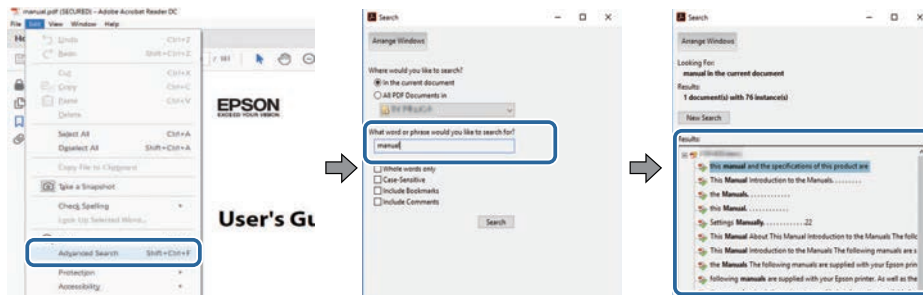 manual.pdf (SECURED) - Adobe Acrobat Reader DC
File Edit View Window Help
Undo Ctrl+Z
Redo Shift+Ctrl+Z
Cut Ctrl+X
Copy Ctrl+C
Paste Ctrl+V
Delete
Select All Ctrl+A
Deselect All Shift+Ctrl+A
Copy File to Clipboard
Take a Snapshot
Check Spelling
Look Up Selected Word...
Advanced Search Shift+Ctrl+F
Protection
Accessibility
/ 161
EPSON
EXCEED YOUR VISION
User's Gu
Search
Arrange Windows
Where would you like to search?
In the current document
All PDF Documents in
What word or phrase would you like to search for?
manual
Whole words only
Case-Sensitive
Include Bookmarks
Include Comments
Search
Search
Arrange Windows
Looking For:
manual in the current document
Results:
1 document(s) with 76 instance(s)
New Search
Results:
this manual and the specifications of this product are
This Manual Introduction to the Manuals.........
the Manuals............
this Manual............
Settings Manually............22
This Manual About This Manual Introduction to the Manuals The follo
This Manual Introduction to the Manuals The following manuals are s
the Manuals The following manuals are supplied with your Epson prin
following manuals are supplied with your Epson printer. As well as the